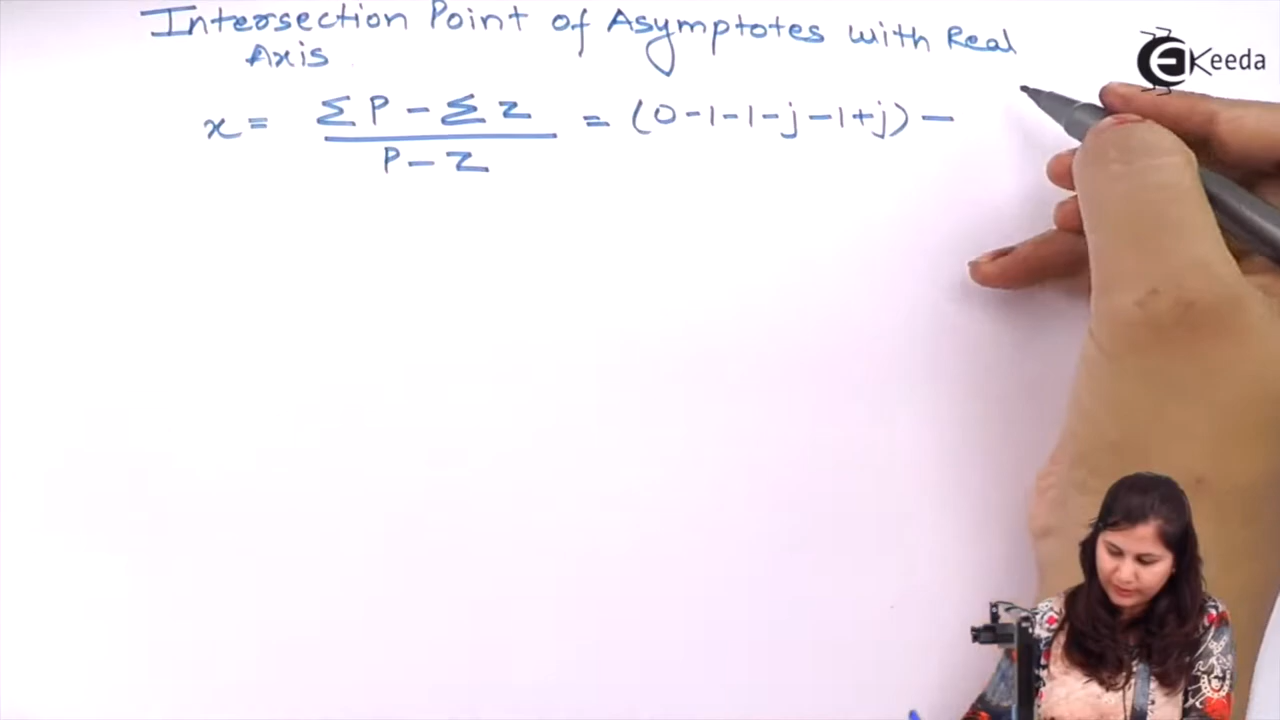 Intersection Point of Asymptotes with Real
Axis
x = ΣP - ΣZ / P - Z = (0-1-1-j-1+j) -
EKeeda